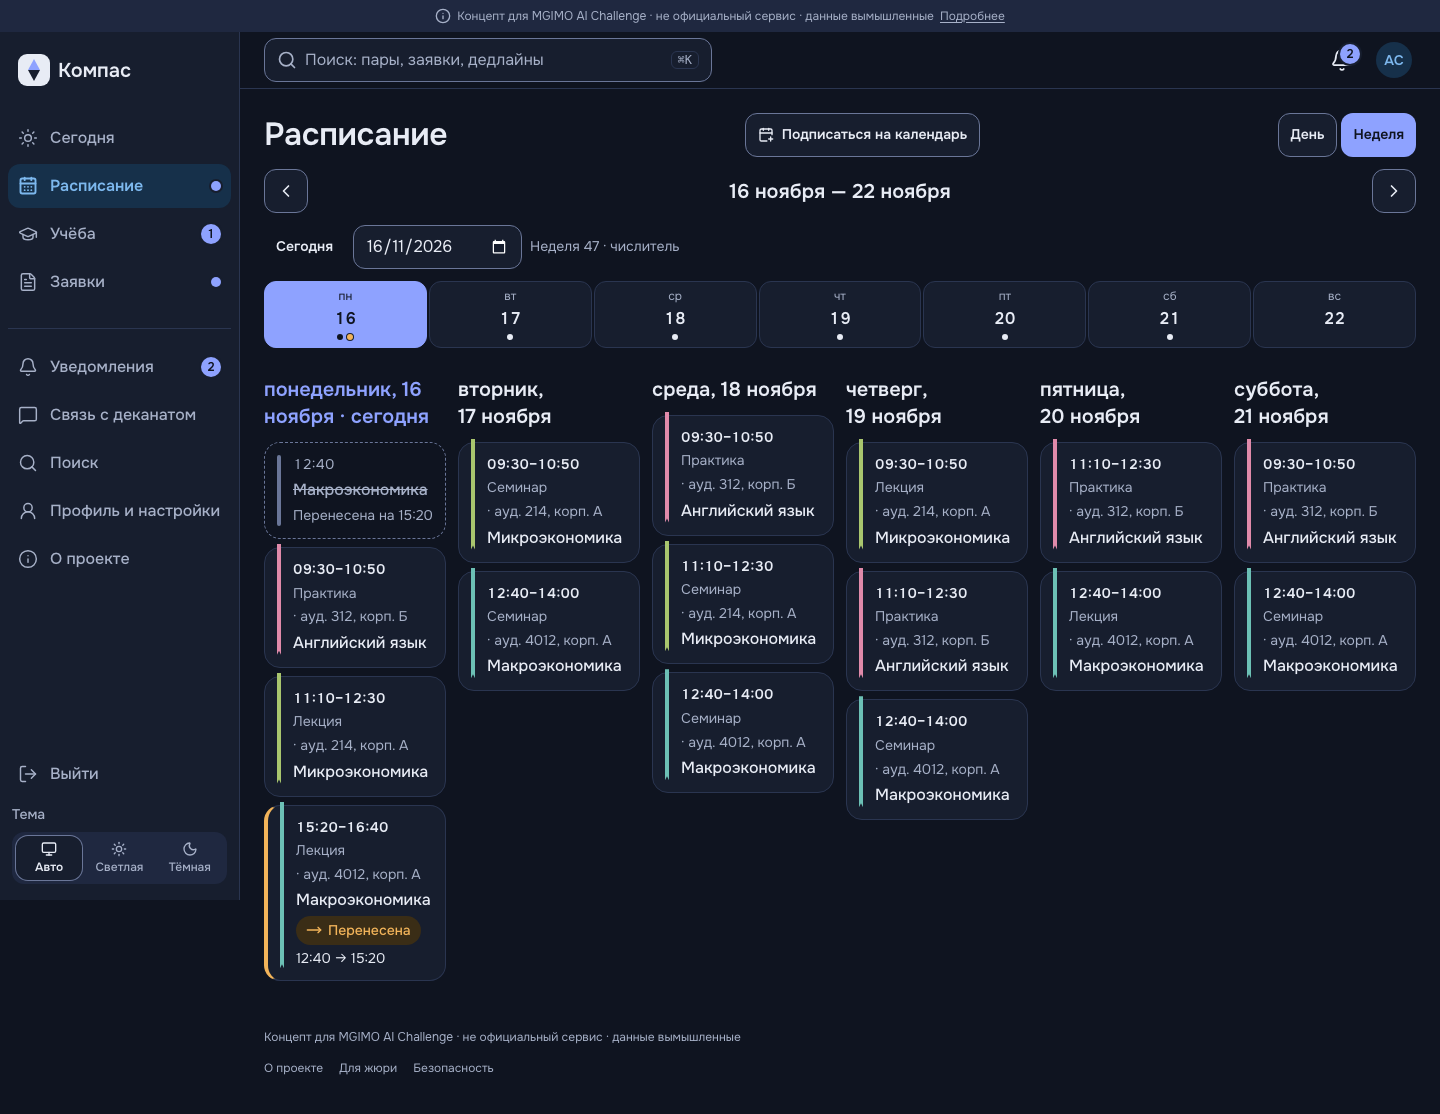 Концепт для MGIMO AI Challenge · не официальный сервис · данные вымышленные Подробнее
Компас
Поиск: пары, заявки, дедлайны
⌘K
2
АС
Сегодня
Расписание
Учёба
1
Заявки
Уведомления
2
Связь с деканатом
Поиск
Профиль и настройки
О проекте
Выйти
Тема
Авто
Светлая
Тёмная
Расписание
Подписаться на календарь
День
Неделя
16 ноября — 22 ноября
Сегодня
16/11/2026
Неделя 47 · числитель
пн
16
вт
17
ср
18
чт
19
пт
20
сб
21
вс
22
понедельник, 16
ноября · сегодня
12:40
Макроэкономика
Перенесена на 15:20
09:30–10:50
Практика
· ауд. 312, корп. Б
Английский язык
11:10–12:30
Лекция
· ауд. 214, корп. А
Микроэкономика
15:20–16:40
Лекция
· ауд. 4012, корп. А
Макроэкономика
→ Перенесена
12:40 → 15:20
вторник,
17 ноября
09:30–10:50
Семинар
· ауд. 214, корп. А
Микроэкономика
12:40–14:00
Семинар
· ауд. 4012, корп. А
Макроэкономика
среда, 18 ноября
09:30–10:50
Практика
· ауд. 312, корп. Б
Английский язык
11:10–12:30
Семинар
· ауд. 214, корп. А
Микроэкономика
12:40–14:00
Семинар
· ауд. 4012, корп. А
Макроэкономика
четверг,
19 ноября
09:30–10:50
Лекция
· ауд. 214, корп. А
Микроэкономика
11:10–12:30
Практика
· ауд. 312, корп. Б
Английский язык
12:40–14:00
Семинар
· ауд. 4012, корп. А
Макроэкономика
пятница,
20 ноября
11:10–12:30
Практика
· ауд. 312, корп. Б
Английский язык
12:40–14:00
Лекция
· ауд. 4012, корп. А
Макроэкономика
суббота,
21 ноября
09:30–10:50
Практика
· ауд. 312, корп. Б
Английский язык
12:40–14:00
Семинар
· ауд. 4012, корп. А
Макроэкономика
Концепт для MGIMO AI Challenge · не официальный сервис · данные вымышленные
О проекте
Для жюри
Безопасность